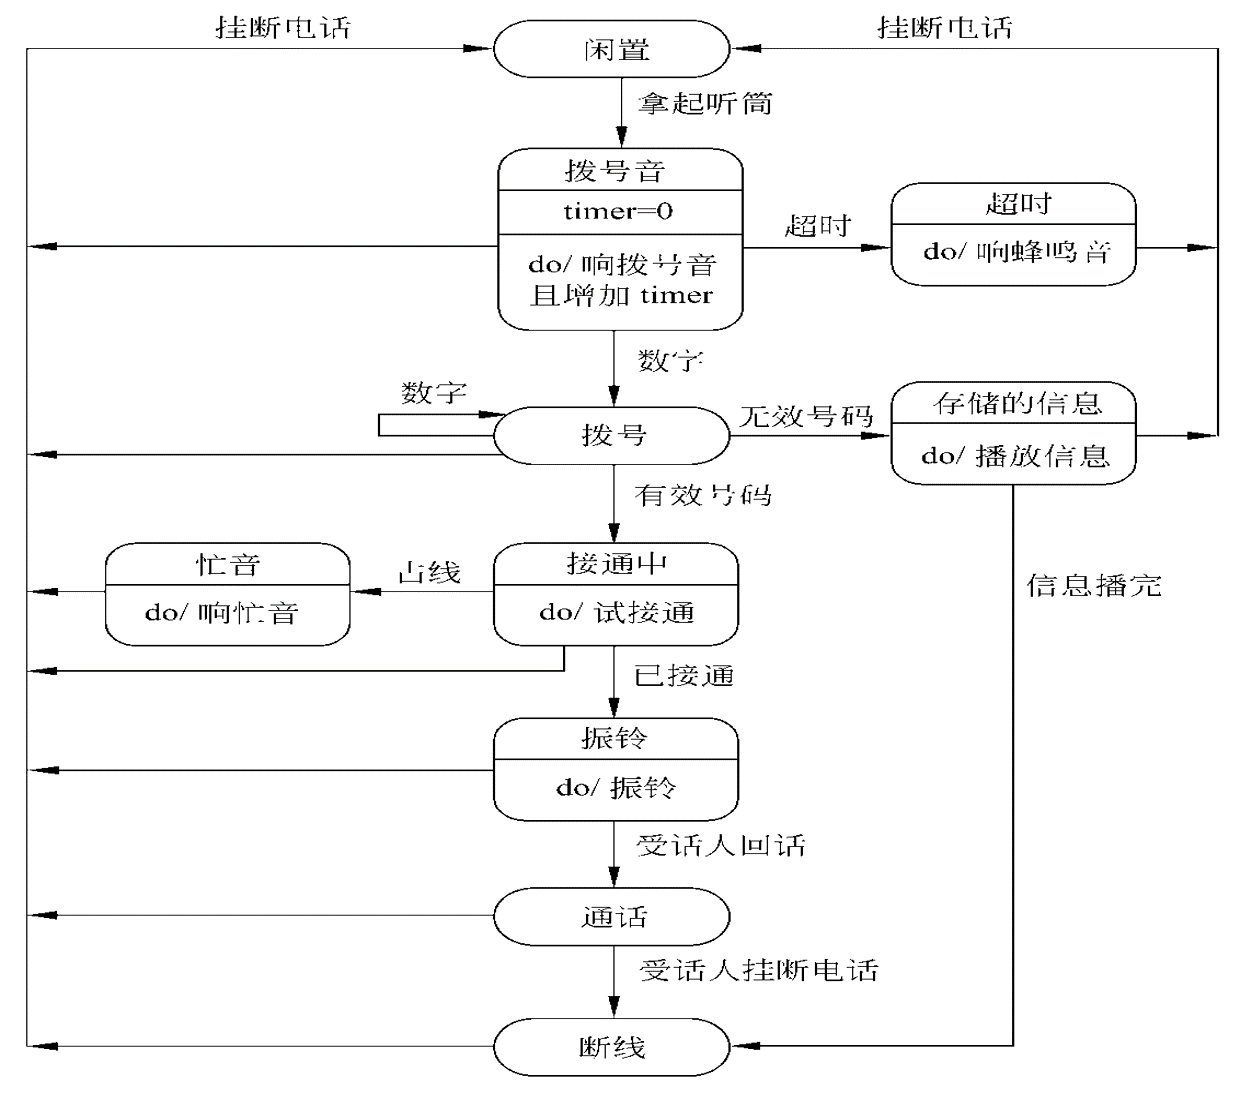 挂断电话
闲置
挂断电话
拿起听筒
拨号音
timer=0
do/响拨号音
且增加 timer
超时
超时
do/响蜂鸣音
数字
数字
拨号
无效号码
存储的信息
do/播放信息
有效号码
忙音
do/响忙音
占线
接通中
do/试接通
信息播完
已接通
振铃
do/振铃
受话人回话
通话
受话人挂断电话
断线